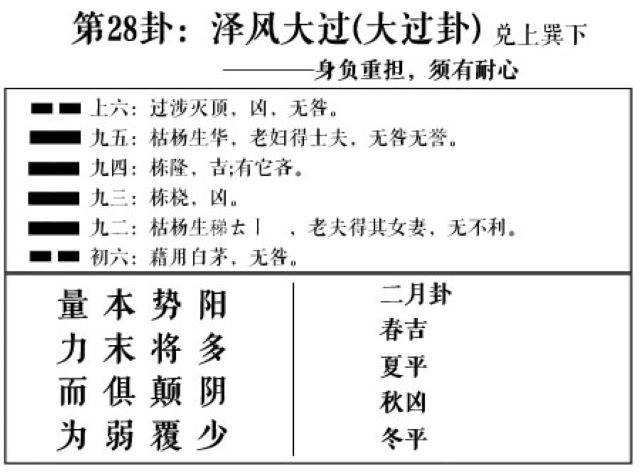 第28卦：泽风大过(大过卦) 兑上巽下
————身负重担，须有耐心
上六：过涉灭顶，凶，无咎。
九五：枯杨生华，老妇得士夫，无咎无誉。
九四：栋隆，吉;有它吝。
九三：栋桡，凶。
九二：枯杨生稊ㄊ丨 ，老夫得其女妻，无不利。
初六：藉用白茅，无咎。
阳多阴少
势将颠覆
本末俱弱
量力而为
二月卦
春吉
夏平
秋凶
冬平